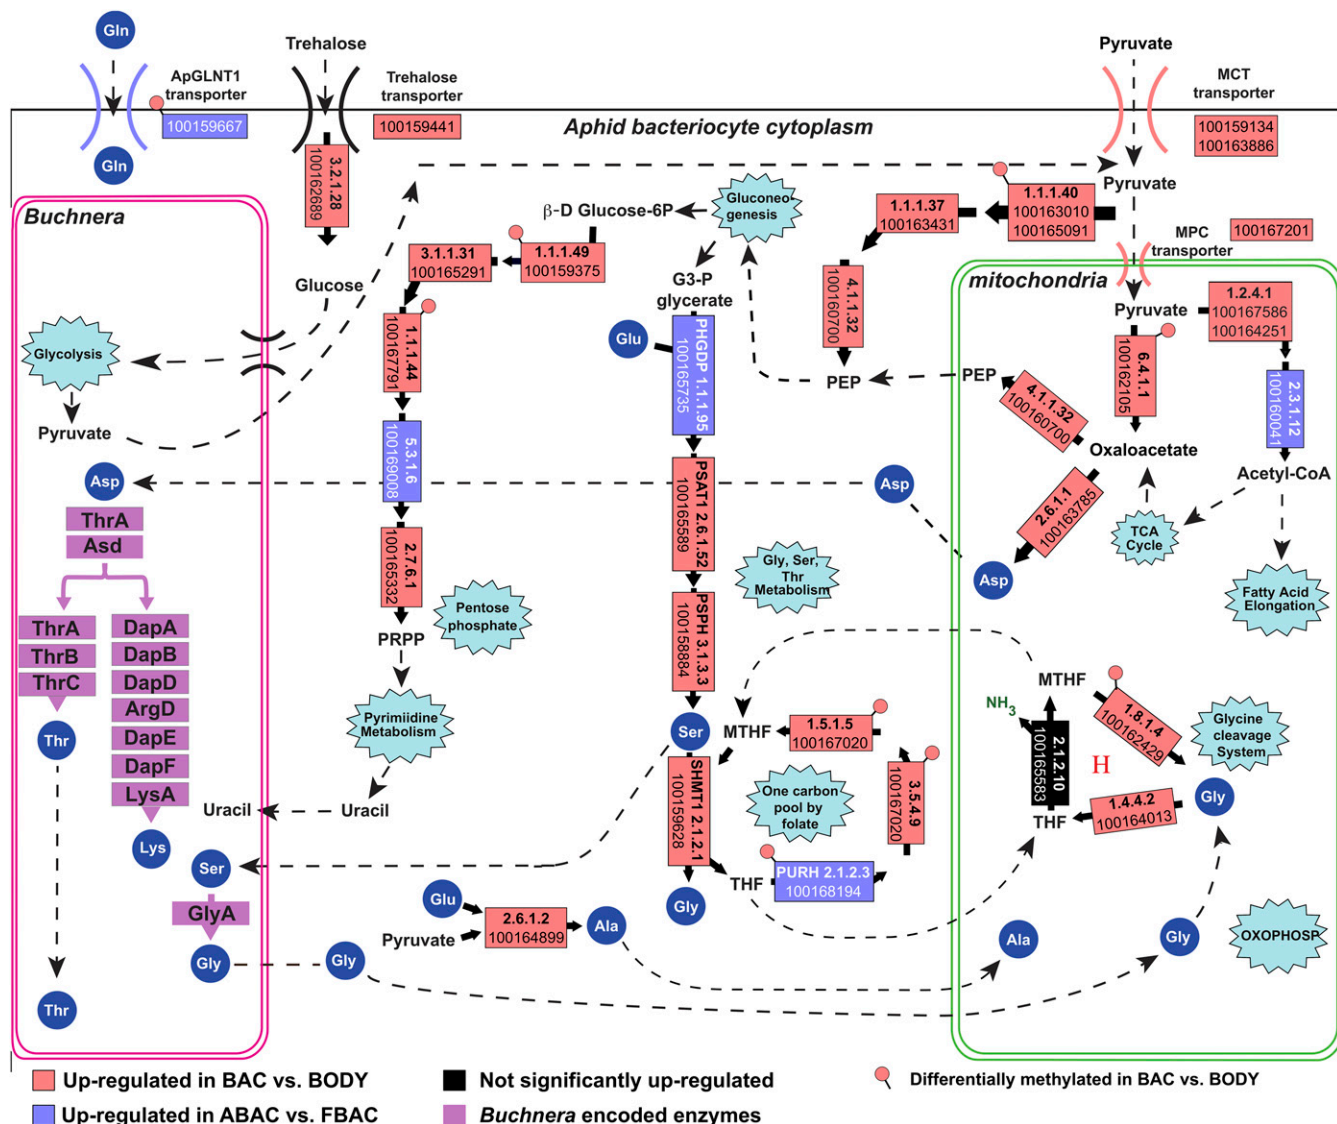 Gln
Trehalose
Pyruvate
ApGLNT1
transporter
100159667
Trehalose
transporter
100159441
MCT
transporter
100159134
100163886
Aphid bacteriocyte cytoplasm
Gln
3.2.1.28
100162689
Buchnera
Glucose
Glycolysis
Pyruvate
β-D Glucose-6P
Gluconeo-
genesis
1.1.1.37
100163431
1.1.1.40
100163010
100165091
Pyruvate
MPC
transporter
100167201
3.1.1.31
100165291
1.1.1.49
100159375
G3-P
glycerate
4.1.1.32
100160700
PEP
mitochondria
Pyruvate
1.2.4.1
100167586
100164251
1.1.1.44
100167791
Glu
PHGDP 1.1.1.95
100165735
PEP
4.1.1.32
100160700
6.4.1.1
100162105
2.3.1.12
100160041
Oxaloacetate
Acetyl-CoA
5.3.1.6
100169008
Asp
PSAT1 2.6.1.52
100165589
Asp
2.6.1.1
100163785
TCA
Cycle
ThrA
Asd
2.7.6.1
100165332
Gly, Ser,
Thr
Metabolism
Asp
Fatty Acid
Elongation
Pentose
phosphate
PSPH 3.1.3.3
100158884
ThrA
ThrB
ThrC
DapA
DapB
DapD
ArgD
DapE
DapF
LysA
PRPP
Pyrimiidine
Metabolism
Thr
Ser
MTHF
1.5.1.5
100167020
NH3
MTHF
1.8.1.4
100162429
Glycine
cleavage
System
2.1.2.10
100165583
H
Uracil
Uracil
SHMT1 2.1.2.1
100159628
One carbon
pool by
folate
3.5.4.9
100167020
THF
1.4.4.2
100164013
Gly
Lys
Ser
THF
PURH 2.1.2.3
100168194
GlyA
Glu
Gly
Pyruvate
2.6.1.2
100164899
Ala
Ala
Gly
OXOPHOSP
Gly
Gly
Thr
Up-regulated in BAC vs. BODY
Not significantly up-regulated
Differentially methylated in BAC vs. BODY
Up-regulated in ABAC vs. FBAC
Buchnera encoded enzymes